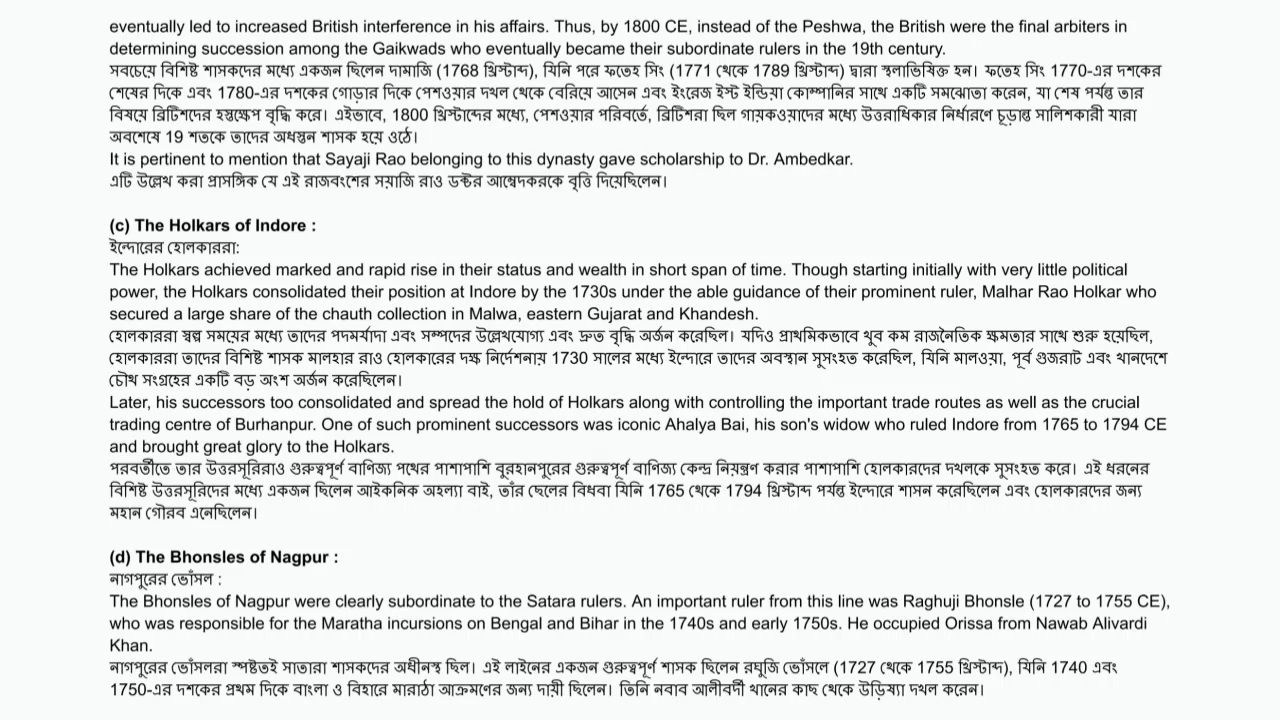 eventually led to increased British interference in his affairs. Thus, by 1800 CE, instead of the Peshwa, the British were the final arbiters in
determining succession among the Gaikwads who eventually became their subordinate rulers in the 19th century.
সবচেয়ে বিশিষ্ট শাসকদের মধ্যে একজন ছিলেন দামাজি (1768 খ্রিস্টাব্দ), যিনি পরে ফতেহ সিং (1771 থেকে 1789 খ্রিস্টাব্দ) দ্বারা স্থলাভিষিক্ত হন। ফতেহ সিং 1770-এর দশকের
শেষের দিকে এবং 1780-এর দশকের গোড়ার দিকে পেশওয়ার দখল থেকে বেরিয়ে আসেন এবং ইংরেজ ইস্ট ইন্ডিয়া কোম্পানির সাথে একটি সমঝোতা করেন, যা শেষ পর্যন্ত তার
বিষয়ে ব্রিটিশদের হস্তক্ষেপ বৃদ্ধি করে। এইভাবে, 1800 খ্রিস্টাব্দের মধ্যে, পেশওয়ার পরিবর্তে, ব্রিটিশরা ছিল গায়কওয়াদের মধ্যে উত্তরাধিকার নির্ধারণে চূড়ান্ত সালিশকারী যারা
অবশেষে 19 শতকে তাদের অধস্তন শাসক হয়ে ওঠে।
It is pertinent to mention that Sayaji Rao belonging to this dynasty gave scholarship to Dr. Ambedkar.
এটি উল্লেখ করা প্রাসঙ্গিক যে এই রাজবংশের সয়াজি রাও ডক্টর আম্বেদকরকে বৃত্তি দিয়েছিলেন।
(c) The Holkars of Indore :
ইন্দোরের হোলকাররা:
The Holkars achieved marked and rapid rise in their status and wealth in short span of time. Though starting initially with very little political
power, the Holkars consolidated their position at Indore by the 1730s under the able guidance of their prominent ruler, Malhar Rao Holkar who
secured a large share of the chauth collection in Malwa, eastern Gujarat and Khandesh.
হোলকাররা স্বল্প সময়ের মধ্যে তাদের পদমর্যাদা এবং সম্পদের উল্লেখযোগ্য এবং দ্রুত বৃদ্ধি অর্জন করেছিল। যদিও প্রাথমিকভাবে খুব কম রাজনৈতিক ক্ষমতার সাথে শুরু হয়েছিল,
হোলকাররা তাদের বিশিষ্ট শাসক মালহার রাও হোলকারের দক্ষ নির্দেশনায় 1730 সালের মধ্যে ইন্দোরে তাদের অবস্থান সুসংহত করেছিল, যিনি মালওয়া, পূর্ব গুজরাট এবং খানদেশে
চৌথ সংগ্রহের একটি বড় অংশ অর্জন করেছিলেন।
Later, his successors too consolidated and spread the hold of Holkars along with controlling the important trade routes as well as the crucial
trading centre of Burhanpur. One of such prominent successors was iconic Ahalya Bai, his son's widow who ruled Indore from 1765 to 1794 CE
and brought great glory to the Holkars.
পরবর্তীতে তার উত্তরসূরিরাও গুরুত্বপূর্ণ বাণিজ্য পথের পাশাপাশি বুরহানপুরের গুরুত্বপূর্ণ বাণিজ্য কেন্দ্র নিয়ন্ত্রণ করার পাশাপাশি হোলকারদের দখলকে সুসংহত করে। এই ধরনের
বিশিষ্ট উত্তরসূরিদের মধ্যে একজন ছিলেন আইকনিক অহল্যা বাই, তাঁর ছেলের বিধবা যিনি 1765 থেকে 1794 খ্রিস্টাব্দ পর্যন্ত ইন্দোরে শাসন করেছিলেন এবং হোলকারদের জন্য
মহান গৌরব এনেছিলেন।
(d) The Bhonsles of Nagpur :
নাগপুরের ভোঁসল :
The Bhonsles of Nagpur were clearly subordinate to the Satara rulers. An important ruler from this line was Raghuji Bhonsle (1727 to 1755 CE),
who was responsible for the Maratha incursions on Bengal and Bihar in the 1740s and early 1750s. He occupied Orissa from Nawab Alivardi
Khan.
নাগপুরের ভোঁসলরা স্পষ্টতই সাতারা শাসকদের অধীনস্থ ছিল। এই লাইনের একজন গুরুত্বপূর্ণ শাসক ছিলেন রঘুজি ভোঁসলে (1727 থেকে 1755 খ্রিস্টাব্দ), যিনি 1740 এবং
1750-এর দশকের প্রথম দিকে বাংলা ও বিহারে মারাঠা আক্রমণের জন্য দায়ী ছিলেন। তিনি নবাব আলীবর্দী খানের কাছ থেকে উড়িষ্যা দখল করেন।